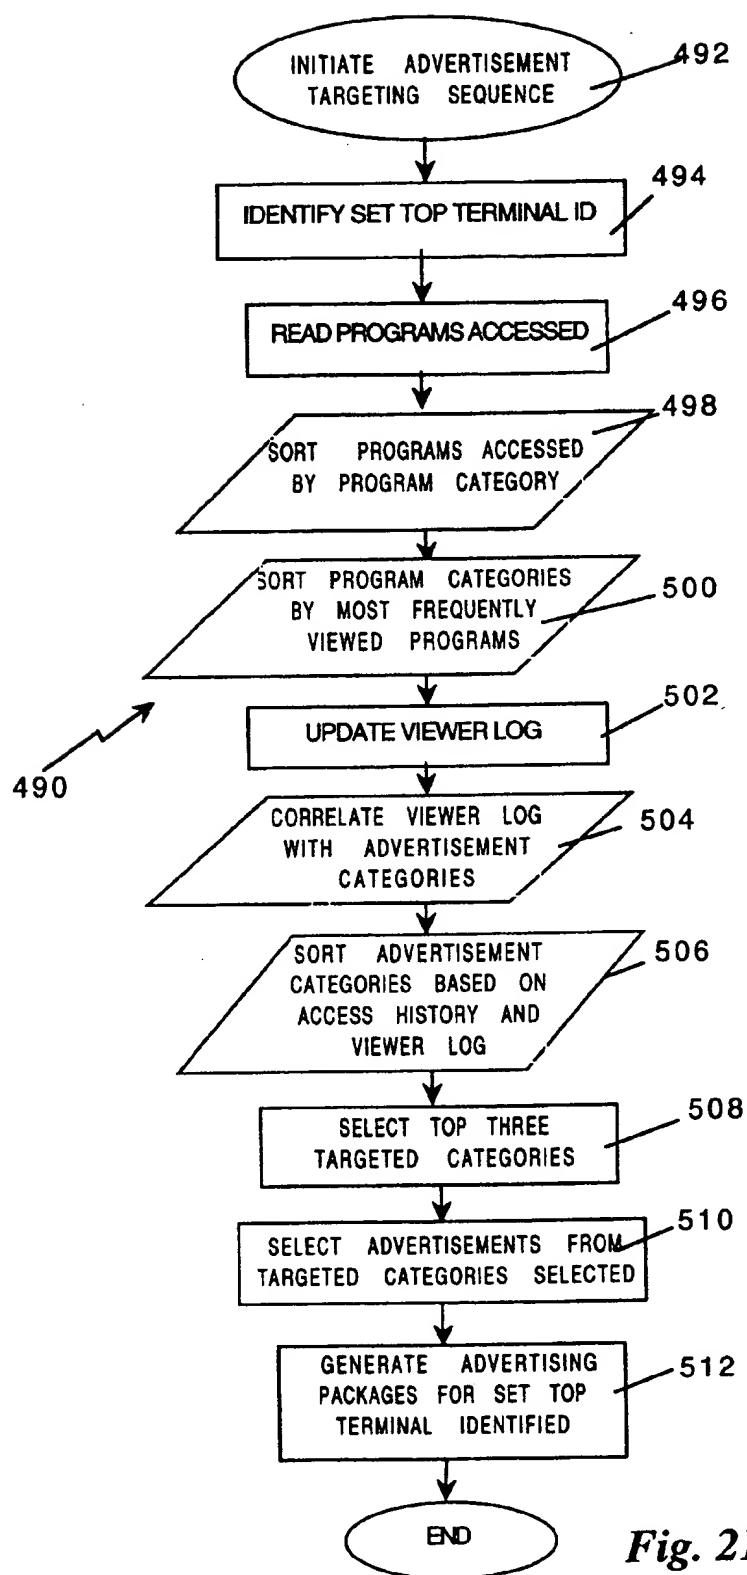 INITIATE ADVERTISEMENT
TARGETING SEQUENCE
492
IDENTIFY SET TOP TERMINAL ID
494
READ PROGRAMS ACCESSED
496
SORT PROGRAMS ACCESSED
BY PROGRAM CATEGORY
498
SORT PROGRAM CATEGORIES
BY MOST FREQUENTLY
VIEWED PROGRAMS
500
UPDATE VIEWER LOG
502
490
CORRELATE VIEWER LOG
WITH ADVERTISEMENT
CATEGORIES
504
SORT ADVERTISEMENT
CATEGORIES BASED ON
ACCESS HISTORY AND
VIEWER LOG
506
SELECT TOP THREE
TARGETED CATEGORIES
508
SELECT ADVERTISEMENTS FROM
TARGETED CATEGORIES SELECTED
510
GENERATE ADVERTISING
PACKAGES FOR SET TOP
TERMINAL IDENTIFIED
512
END
Fig. 21